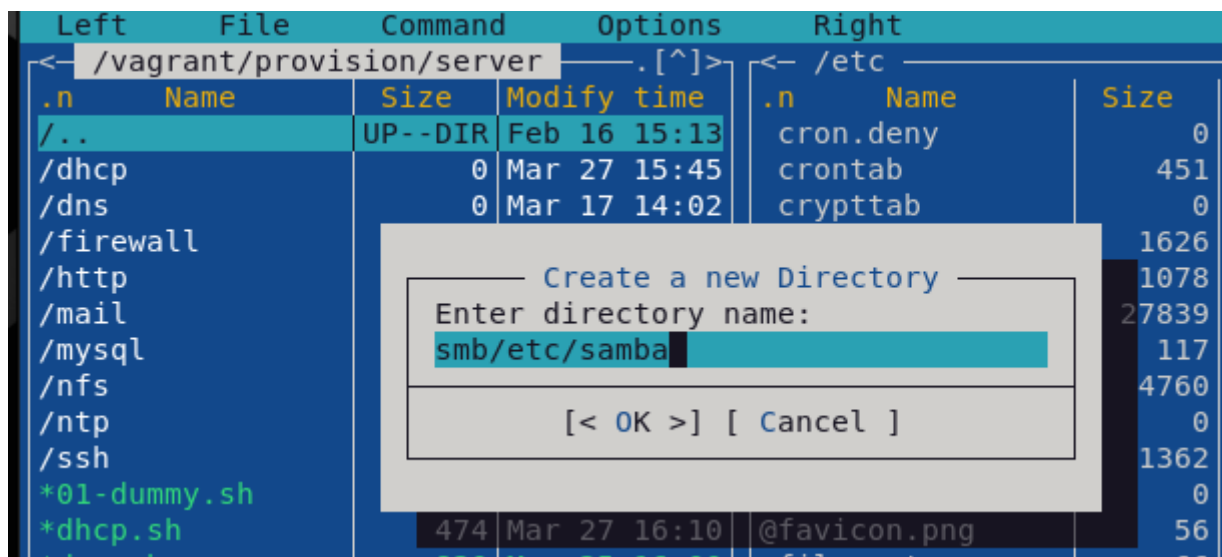 Left File Command Options Right
<─ /vagrant/provision/server ─.[^]>┐ ┌<─ /etc
.n Name Size Modify time .n Name Size
/.. UP--DIR Feb 16 15:13 cron.deny 0
/dhcp 0 Mar 27 15:45 crontab 451
/dns 0 Mar 17 14:02 crypttab 0
/firewall 1626
/http Create a new Directory 1078
/mail Enter directory name: 27839
/mysql smb/etc/samba 117
/nfs 4760
/ntp [< OK >] [ Cancel ] 0
/ssh 1362
*01-dummy.sh 0
*dhcp.sh 474 Mar 27 16:10 @favicon.png 56